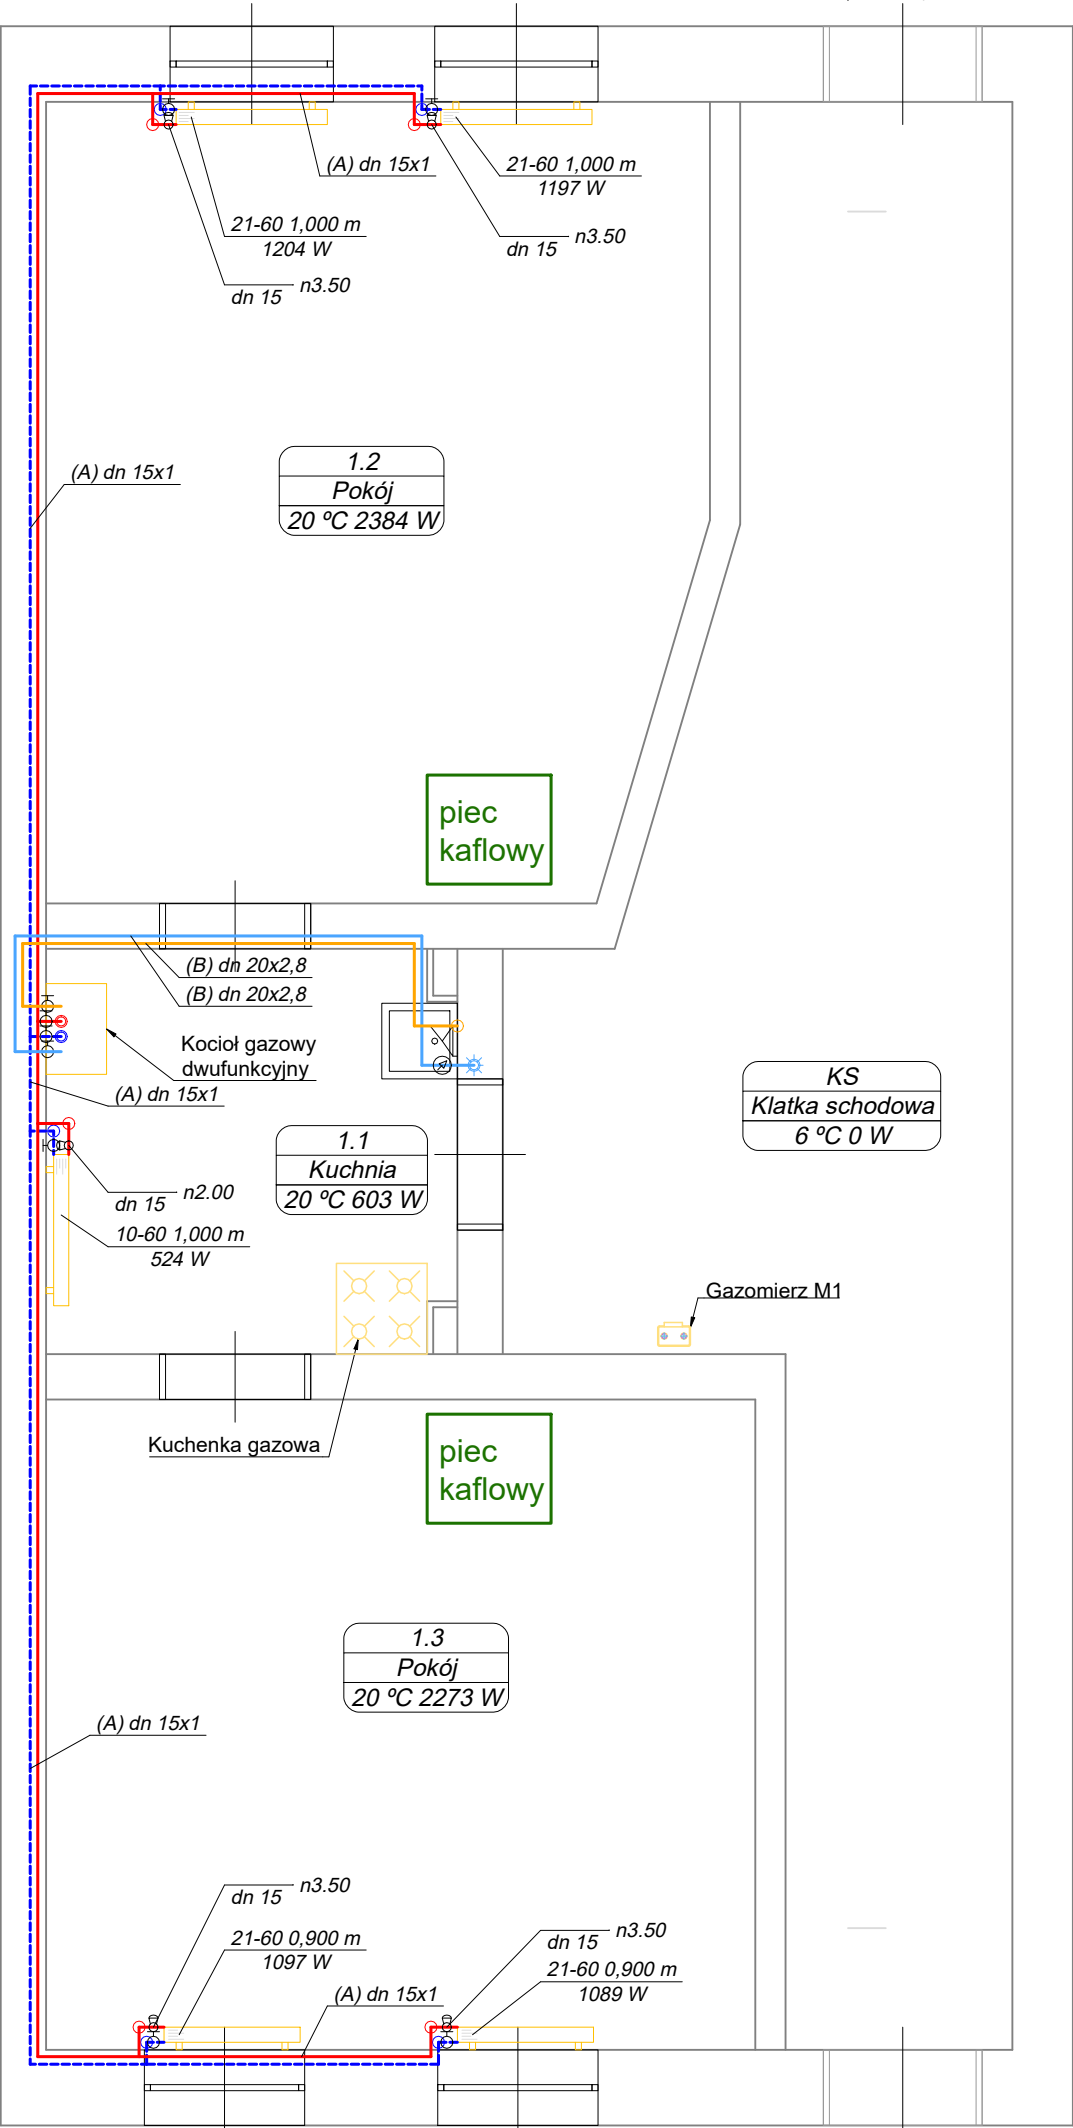 (A) dn 15x1
21-60 1,000 m
1197 W
21-60 1,000 m
1204 W
dn 15 n3.50
dn 15 n3.50
(A) dn 15x1
1.2
Pokój
20 ºC 2384 W
piec
kaflowy
(B) dn 20x2,8
(B) dn 20x2,8
Kocioł gazowy
dwufunkcyjny
(A) dn 15x1
KS
Klatka schodowa
6 ºC 0 W
1.1
Kuchnia
20 ºC 603 W
dn 15 n2.00
10-60 1,000 m
524 W
Gazomierz M1
Kuchenka gazowa
piec
kaflowy
1.3
Pokój
20 ºC 2273 W
(A) dn 15x1
dn 15 n3.50
21-60 0,900 m
1097 W
dn 15 n3.50
21-60 0,900 m
1089 W
(A) dn 15x1